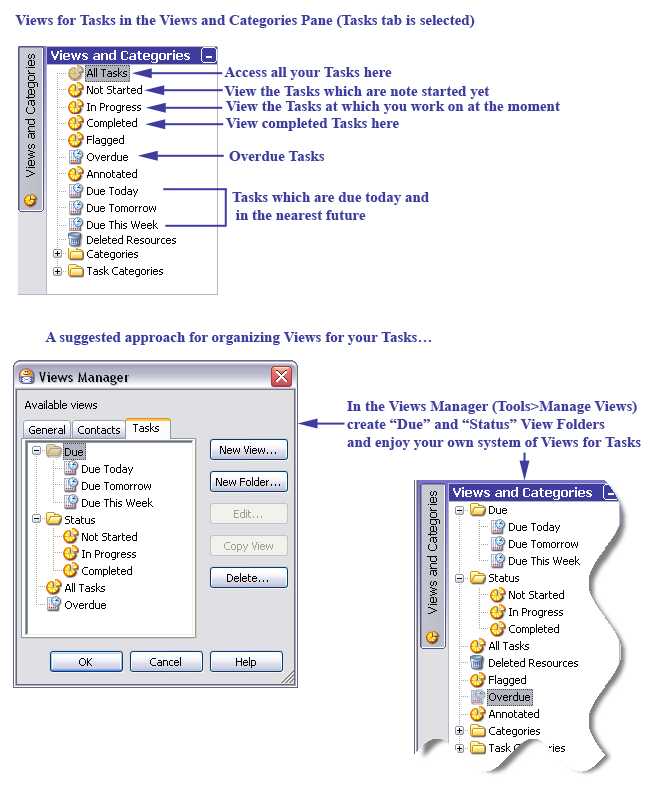 Views for Tasks in the Views and Categories Pane (Tasks tab is selected)
Views and Categories
Views and Categories
All Tasks
Access all your Tasks here
Not Started
View the Tasks which are note started yet
In Progress
View the Tasks at which you work on at the moment
Completed
View completed Tasks here
Flagged
Overdue
Overdue Tasks
Annotated
Due Today
Due Tomorrow
Due This Week
Tasks which are due today and
in the nearest future
Deleted Resources
Categories
Task Categories
A suggested approach for organizing Views for your Tasks…
Views Manager
Available views
General
Contacts
Tasks
Due
Due Today
Due Tomorrow
Due This Week
Status
Not Started
In Progress
Completed
All Tasks
Overdue
New View...
New Folder...
Edit...
Copy View
Delete...
OK
Cancel
Help
In the Views Manager (Tools>Manage Views)
create “Due” and “Status” View Folders
and enjoy your own system of Views for Tasks
Views and Categories
Views and Categories
Due
Due Today
Due Tomorrow
Due This Week
Status
Not Started
In Progress
Completed
All Tasks
Deleted Resources
Flagged
Overdue
Annotated
Categories
Task